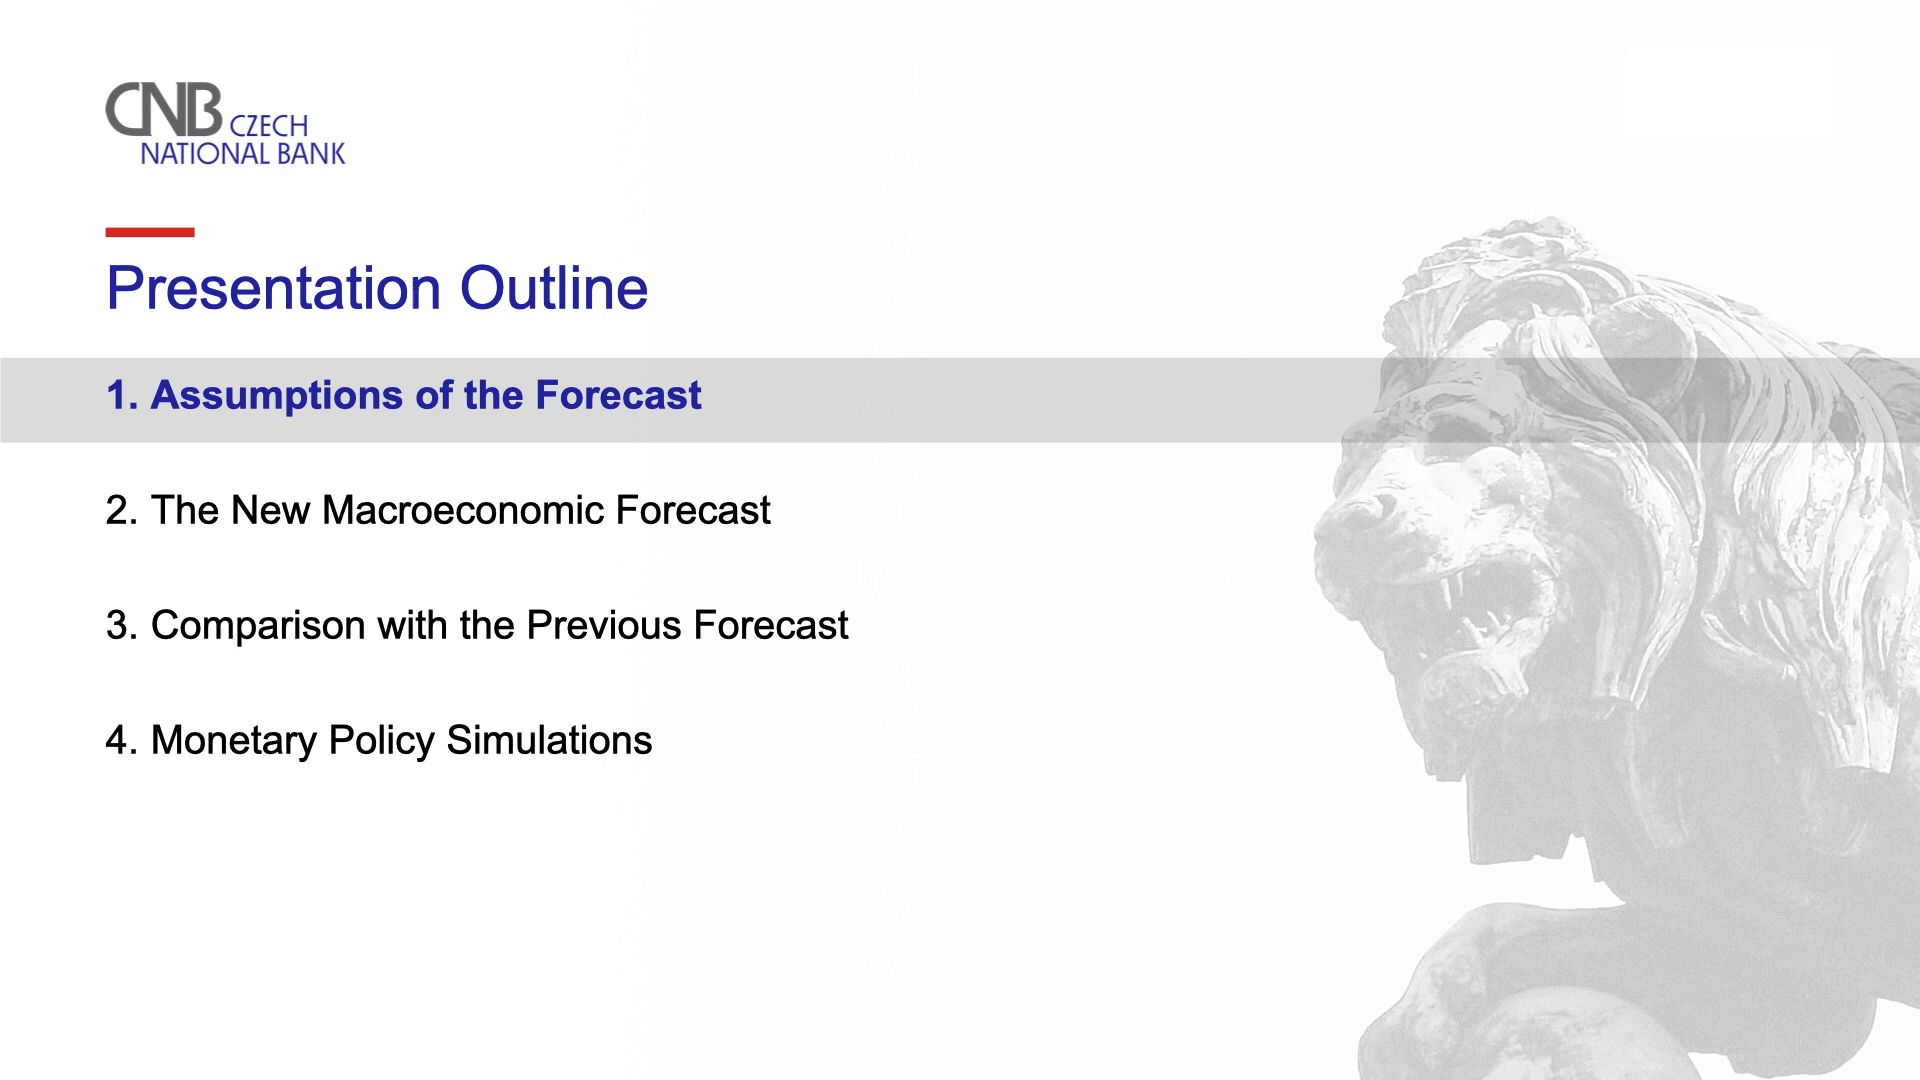 CNB CZECH
NATIONAL BANK
Presentation Outline
1. Assumptions of the Forecast
2. The New Macroeconomic Forecast
3. Comparison with the Previous Forecast
4. Monetary Policy Simulations